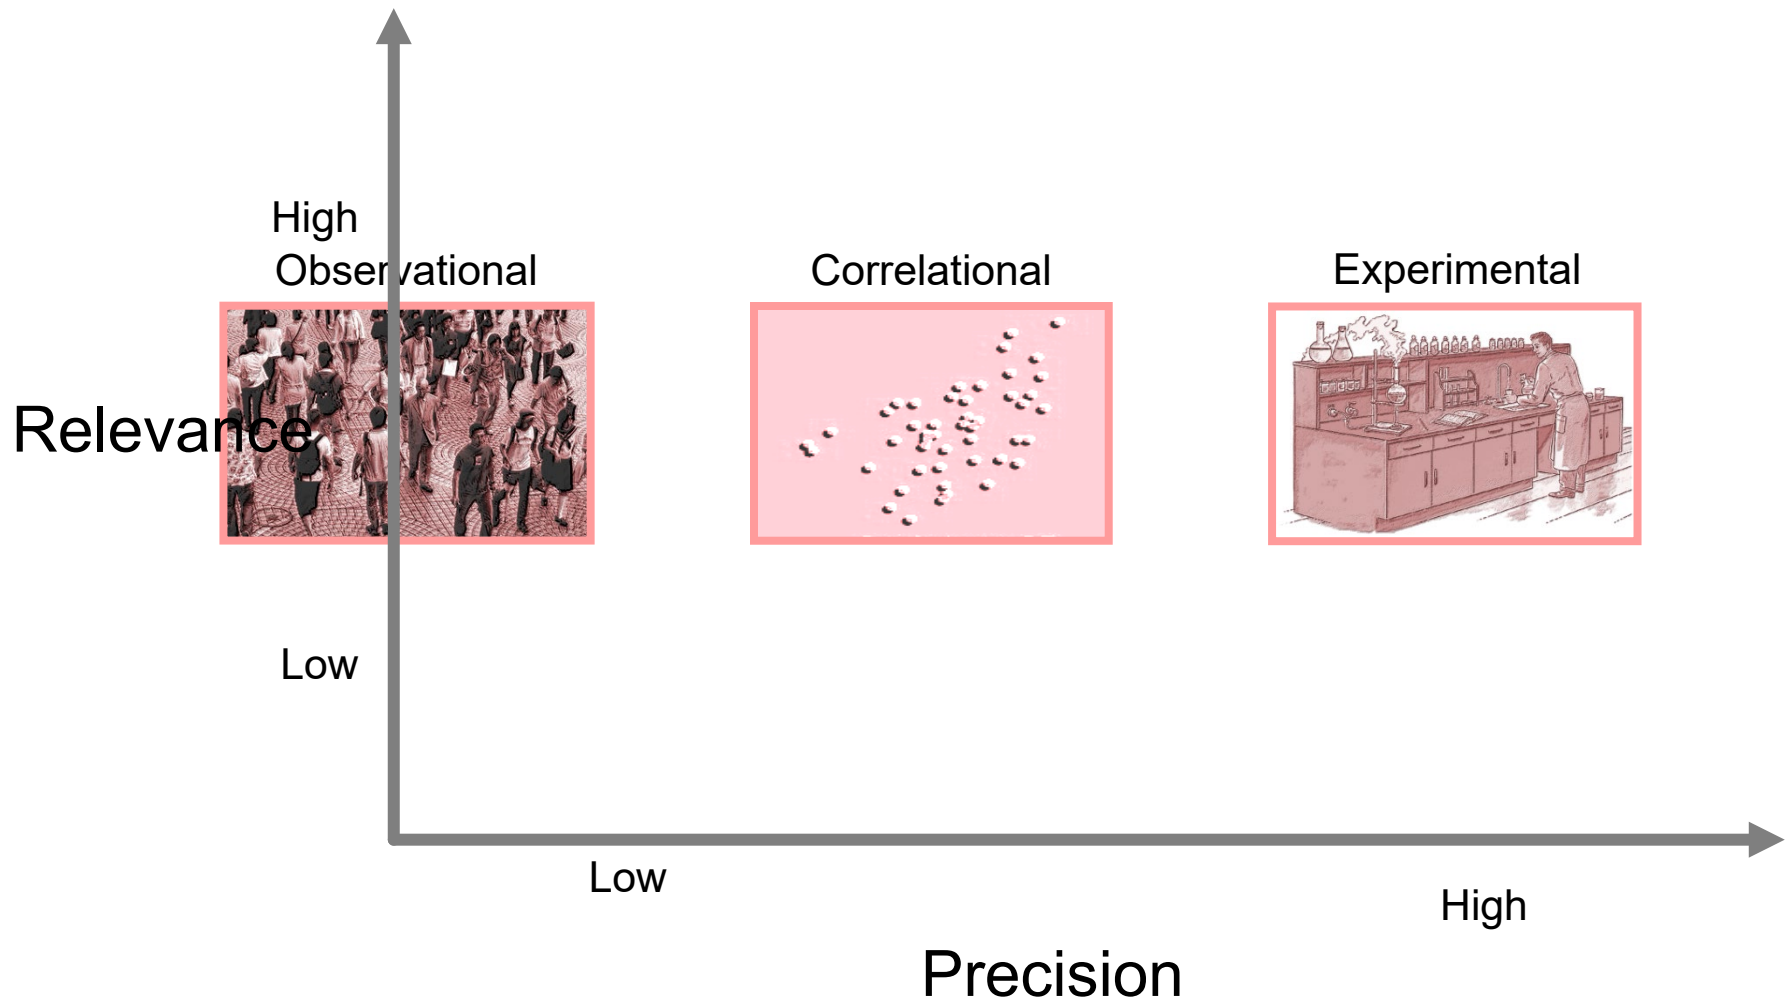 High
Observational
Correlational
Experimental
Relevance
Low
Low
High
Precision